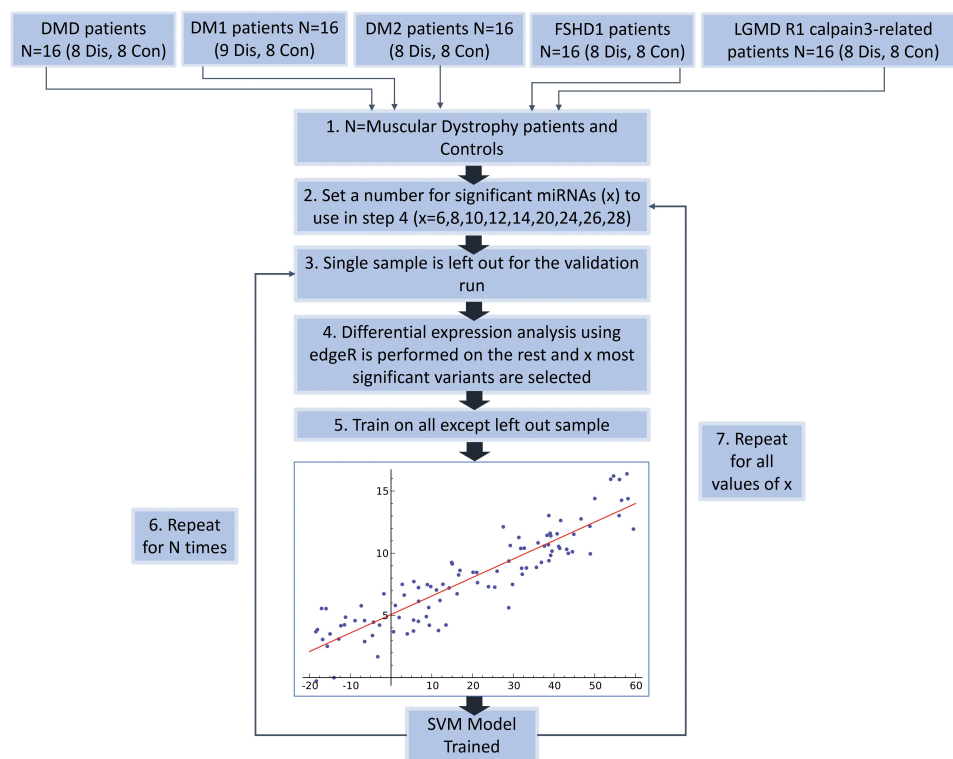 DMD patients
N=16 (8 Dis, 8 Con)
DM1 patients N=16
(9 Dis, 8 Con)
DM2 patients N=16
(8 Dis, 8 Con)
FSHD1 patients
N=16 (8 Dis, 8 Con)
LGMD R1 calpain3-related
patients N=16 (8 Dis, 8 Con)
1. N=Muscular Dystrophy patients and
Controls
2. Set a number for significant miRNAs (x) to
use in step 4 (x=6,8,10,12,14,20,24,26,28)
3. Single sample is left out for the validation
run
4. Differential expression analysis using
edgeR is performed on the rest and x most
significant variants are selected
5. Train on all except left out sample
15
10
5
-20 -10 10 20 30 40 50 60
6. Repeat
for N times
7. Repeat
for all
values of x
SVM Model
Trained